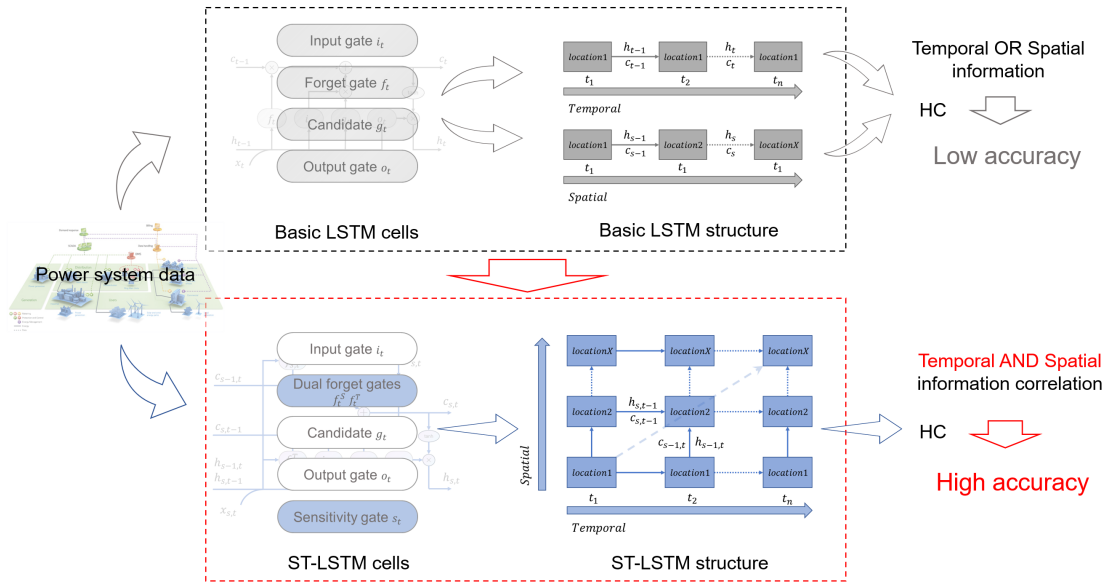 Input gate i_t
c_{t-1}
c_t
Forget gate f_t
Candidate g_t
h_{t-1}
h_t
Output gate o_t
x_t
Basic LSTM cells
location1
h_{t-1}
c_{t-1}
location1
h_t
c_t
location1
t_1
t_2
t_n
Temporal
location1
h_{s-1}
c_{s-1}
location2
h_s
c_s
locationX
t_1
t_1
t_1
Spatial
Basic LSTM structure
Temporal OR Spatial
information
HC
Low accuracy
Power system data
Input gate i_t
c_{s-1,t}
Dual forget gates
f_t^S f_t^T
c_{s,t}
c_{s,t-1}
Candidate g_t
h_{s-1,t}
h_{s,t-1}
Output gate o_t
h_{s,t}
x_{s,t}
Sensitivity gate s_t
ST-LSTM cells
Spatial
locationX
locationX
locationX
location2
h_{s,t-1}
c_{s,t-1}
location2
location2
c_{s-1,t}
h_{s-1,t}
location1
location1
location1
t_1
t_2
t_n
Temporal
ST-LSTM structure
Temporal AND Spatial
information correlation
HC
High accuracy